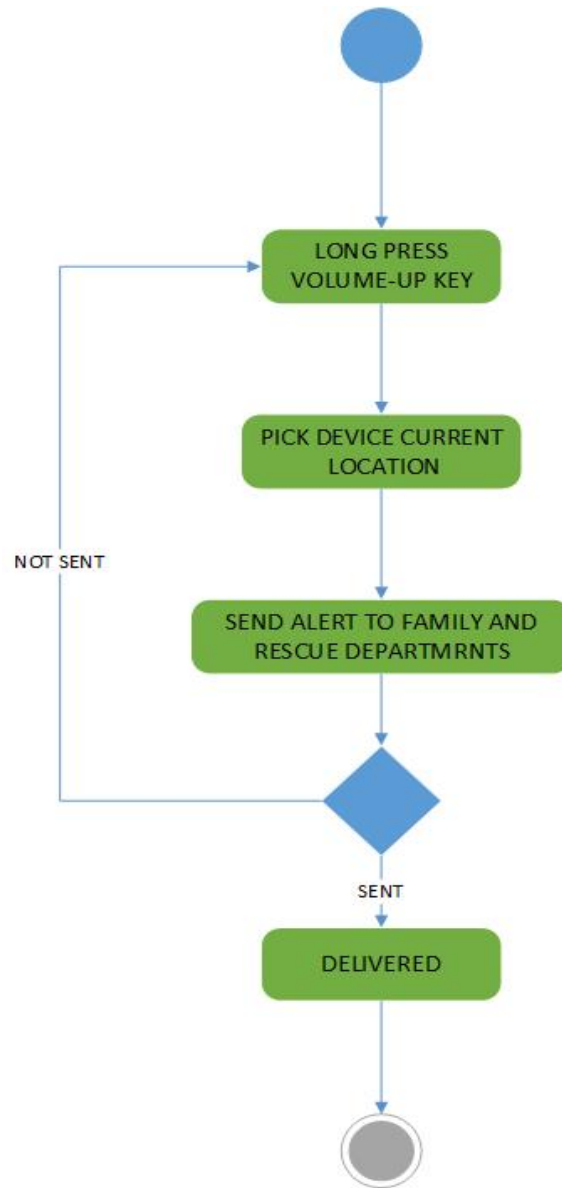 LONG PRESS
VOLUME-UP KEY
PICK DEVICE CURRENT
LOCATION
NOT SENT
SEND ALERT TO FAMILY AND
RESCUE DEPARTMRNTS
SENT
DELIVERED